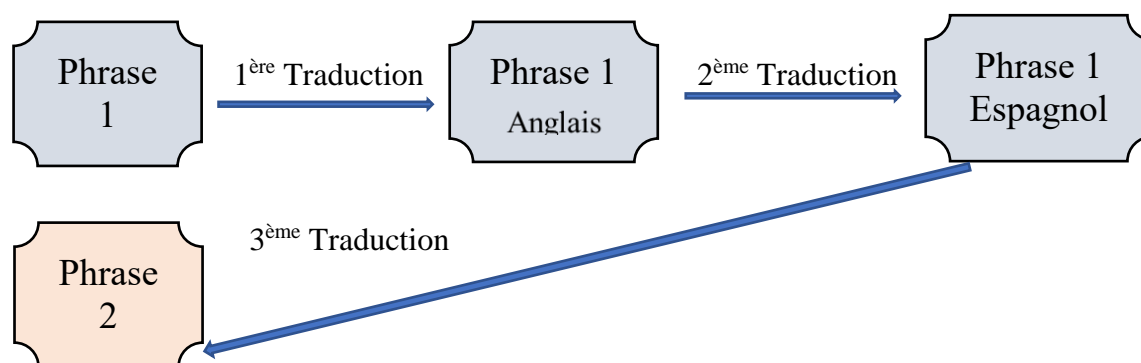 Phrase
1
1ère Traduction
Phrase 1
Anglais
2ème Traduction
Phrase 1
Espagnol
3ème Traduction
Phrase
2